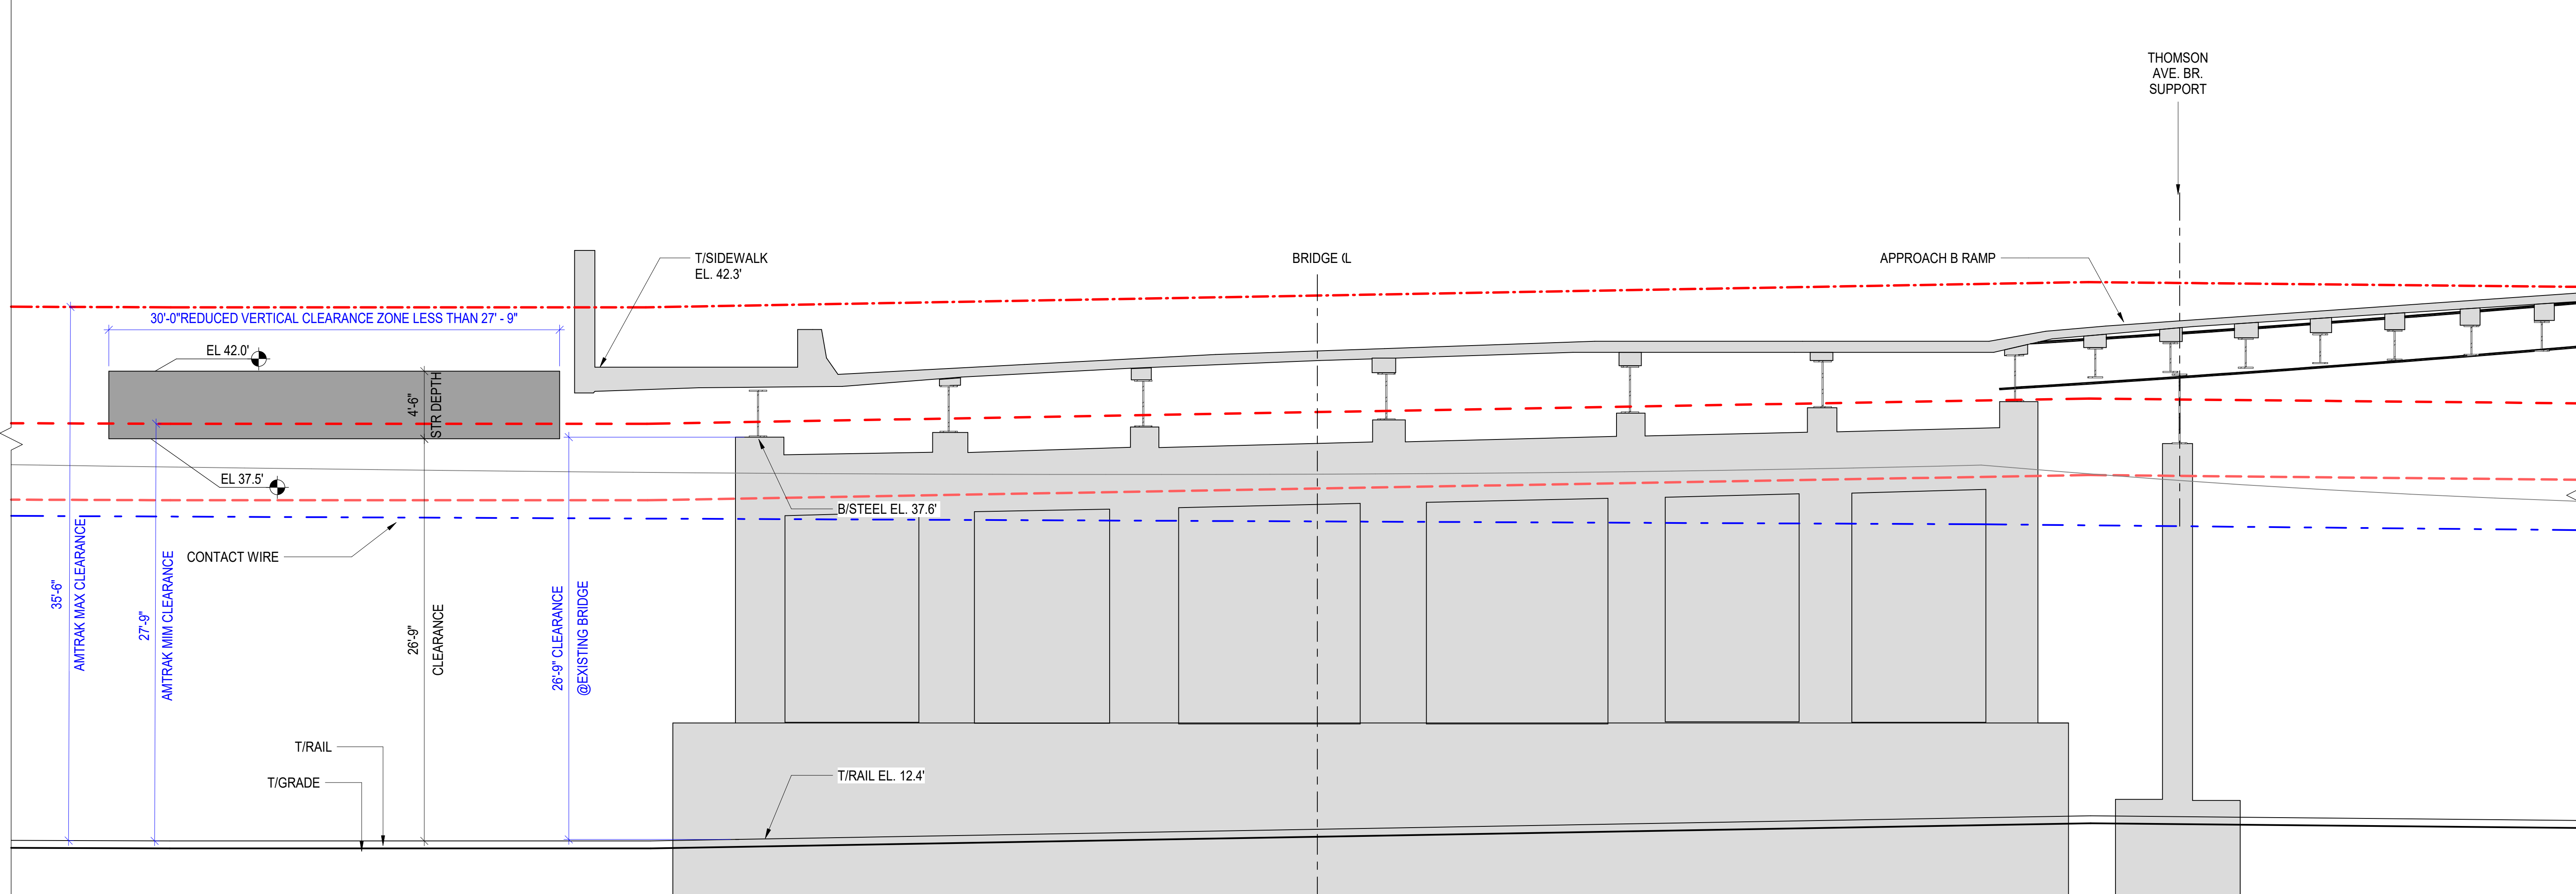 THOMSON
AVE. BR.
SUPPORT
T/SIDEWALK
EL. 42.3'
BRIDGE CL
APPROACH B RAMP
30'-0"REDUCED VERTICAL CLEARANCE ZONE LESS THAN 27' - 9"
EL 42.0'
4'-6"
STR DEPTH
EL 37.5'
B/STEEL EL. 37.6'
CONTACT WIRE
35'-6"
AMTRAK MAX CLEARANCE
27'-9"
AMTRAK MIM CLEARANCE
26'-9"
CLEARANCE
26'-9" CLEARANCE
@EXISTING BRIDGE
T/RAIL
T/GRADE
T/RAIL EL. 12.4'